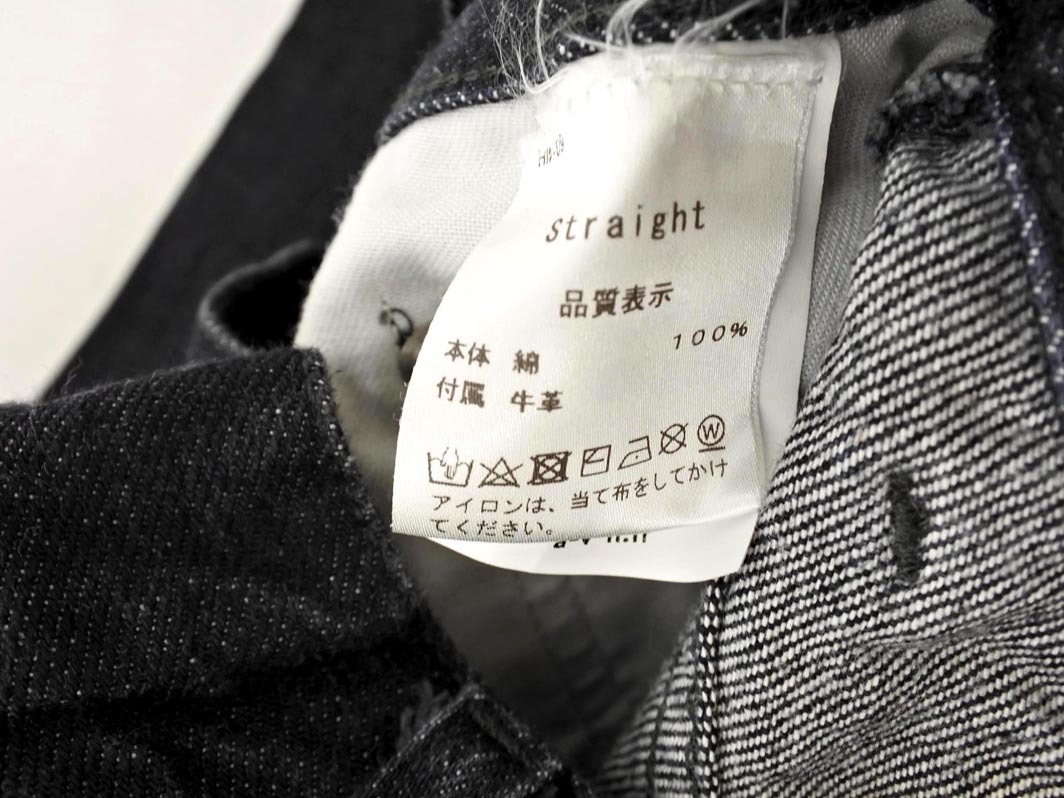 straight
品質表示
本体 綿 100%
付属 牛革
W
アイロンは、当て布をしてかけ
てください。